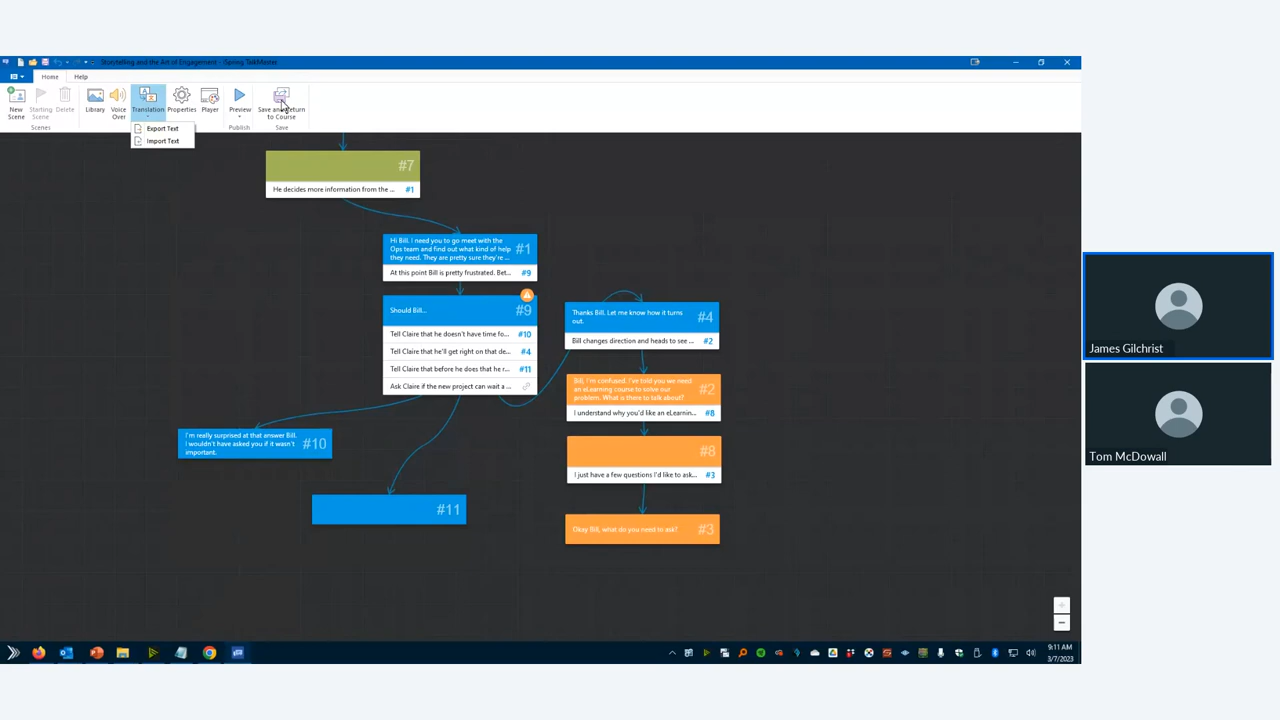 Storytelling and the Art of Engagement - iSpring TalkMaster
Home
Help
New
Scene
Starting
Scene
Delete
Library
Voice
Over
Translation
Properties
Player
Preview
Save and Return
to Course
Scenes
Publish
Save
Export Text
Import Text
#7
He decides more information from the ... #1
Hi Bill. I need you to go meet with the
Ops team and find out what kind of help
they need. They are pretty sure they're ...
#1
At this point Bill is pretty frustrated. Bet... #9
Should Bill... #9
Tell Claire that he doesn't have time fo... #10
Tell Claire that he'll get right on that de... #4
Tell Claire that before he does that he r... #11
Ask Claire if the new project can wait a ...
Thanks Bill. Let me know how it turns
out.
#4
Bill changes direction and heads to see ... #2
Bill, I'm confused. I've told you we need
an eLearning course to solve our
problem. What is there to talk about?
#2
I understand why you'd like an eLearnin... #8
#8
I just have a few questions I'd like to ask... #3
Okay Bill, what do you need to ask? #3
I'm really surprised at that answer Bill.
I wouldn't have asked you if it wasn't
important.
#10
#11
James Gilchrist
Tom McDowall
9:11 AM
3/7/2023